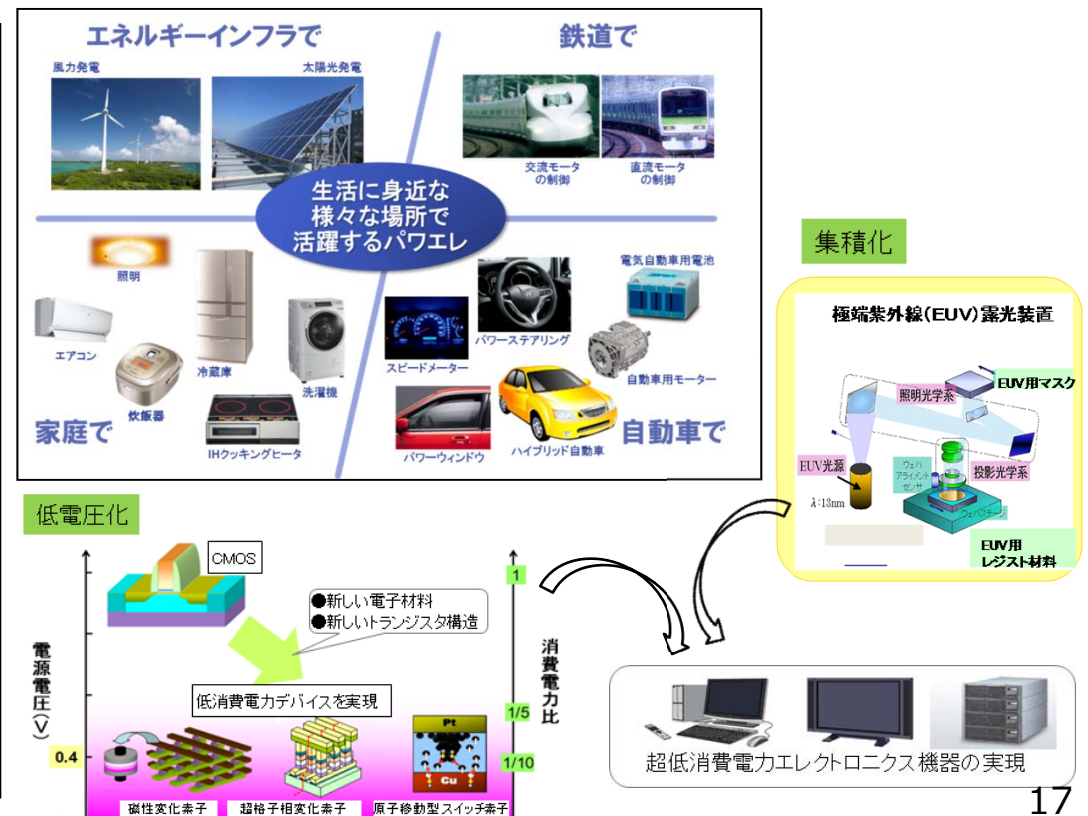 エネルギーインフラで
鉄道で
風力発電
太陽光発電
交流モータ
の制御
直流モータ
の制御
生活に身近な
様々な場所で
活躍するパワエレ
照明
エアコン
炊飯器
冷蔵庫
洗濯機
IHクッキングヒータ
家庭で
電気自動車用電池
パワーステアリング
スピードメーター
自動車用モーター
パワーウィンドウ
ハイブリッド自動車
自動車で
集積化
極端紫外線(EUV)露光装置
EUV用マスク
照明光学系
EUV光源
λ:13nm
ウェハ
アライメント
センサ
投影光学系
ウェハステージ
EUV用
レジスト材料
低電圧化
CMOS
●新しい電子材料
●新しいトランジスタ構造
電源電圧(V)
0.4
低消費電力デバイスを実現
Pt
Cu
磁性変化素子
超格子相変化素子
原子移動型スイッチ素子
1
1/5
1/10
消費電力比
超低消費電力エレクトロニクス機器の実現
17